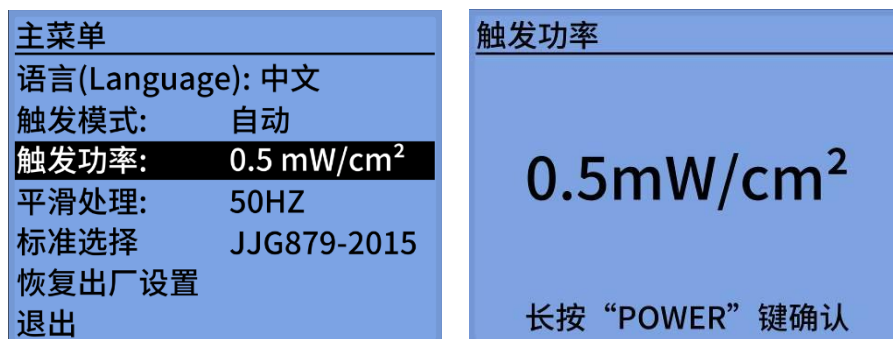 主菜单
语言(Language): 中文
触发模式: 自动
触发功率: 0.5 mW/cm²
平滑处理: 50HZ
标准选择 JJG879-2015
恢复出厂设置
退出
触发功率
0.5mW/cm²
长按“POWER”键确认